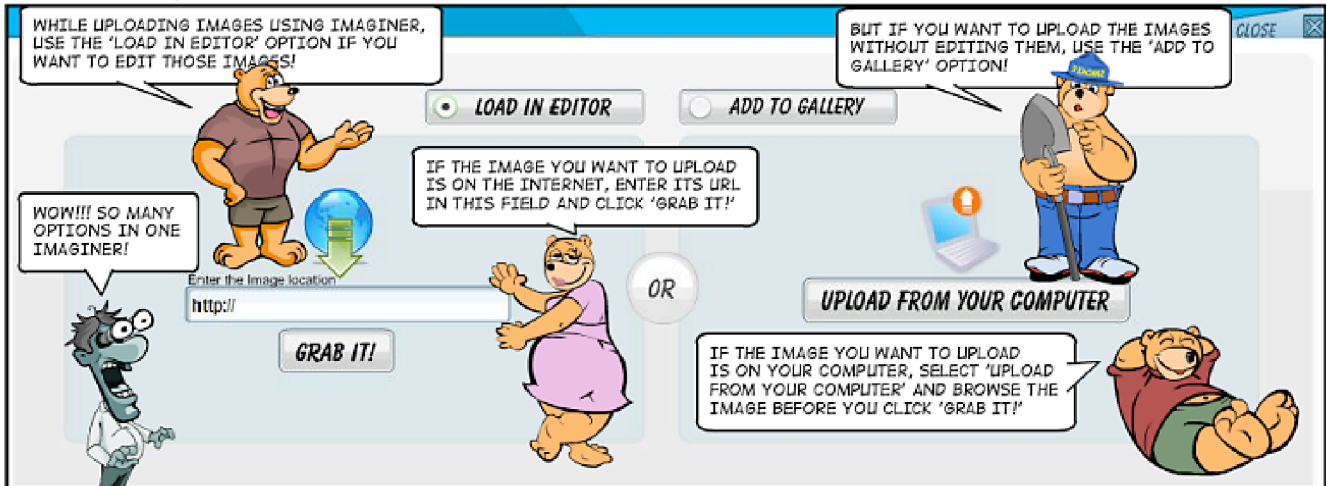 WHILE UPLOADING IMAGES USING IMAGINER,
USE THE 'LOAD IN EDITOR' OPTION IF YOU
WANT TO EDIT THOSE IMAGES!
BUT IF YOU WANT TO UPLOAD THE IMAGES
WITHOUT EDITING THEM, USE THE 'ADD TO
GALLERY' OPTION!
CLOSE
LOAD IN EDITOR
ADD TO GALLERY
IF THE IMAGE YOU WANT TO UPLOAD
IS ON THE INTERNET, ENTER ITS URL
IN THIS FIELD AND CLICK 'GRAB IT!'
WOW!!! SO MANY
OPTIONS IN ONE
IMAGINER!
Enter the Image location
http://
GRAB IT!
OR
UPLOAD FROM YOUR COMPUTER
IF THE IMAGE YOU WANT TO UPLOAD
IS ON YOUR COMPUTER, SELECT 'UPLOAD
FROM YOUR COMPUTER' AND BROWSE THE
IMAGE BEFORE YOU CLICK 'GRAB IT!'